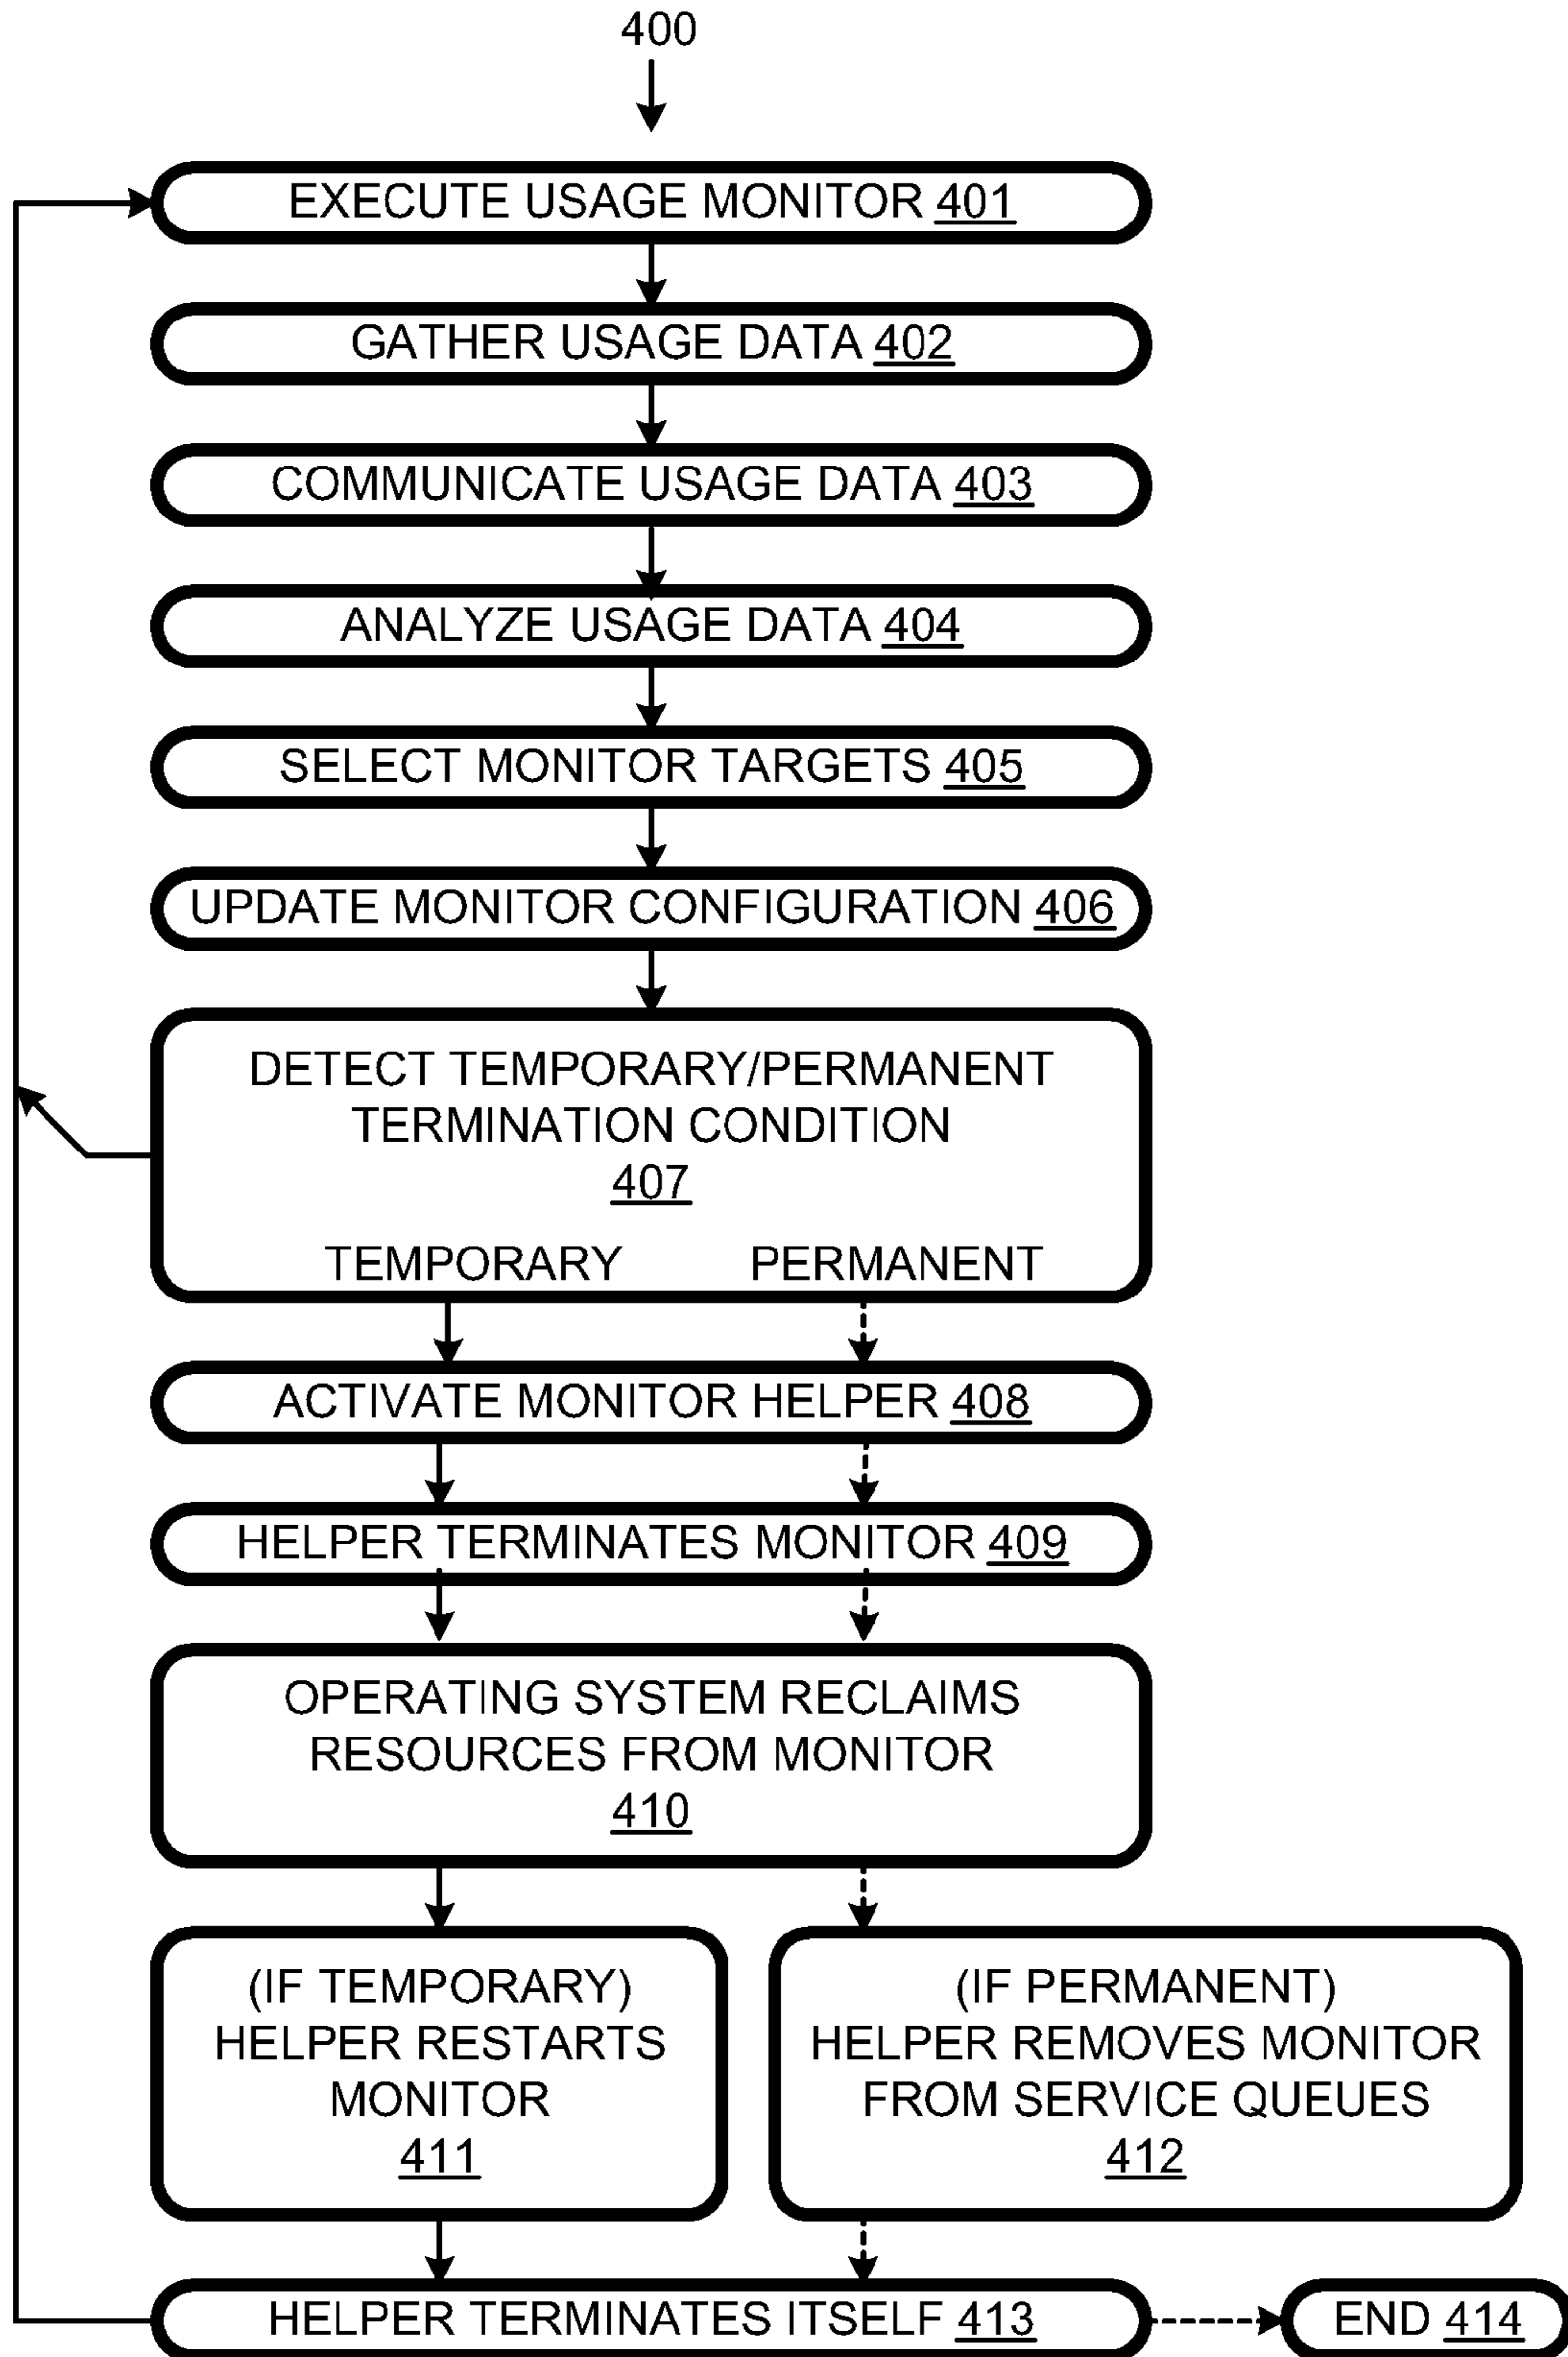 400
EXECUTE USAGE MONITOR 401
GATHER USAGE DATA 402
COMMUNICATE USAGE DATA 403
ANALYZE USAGE DATA 404
SELECT MONITOR TARGETS 405
UPDATE MONITOR CONFIGURATION 406
DETECT TEMPORARY/PERMANENT
TERMINATION CONDITION
407
TEMPORARY PERMANENT
ACTIVATE MONITOR HELPER 408
HELPER TERMINATES MONITOR 409
OPERATING SYSTEM RECLAIMS
RESOURCES FROM MONITOR
410
(IF TEMPORARY)
HELPER RESTARTS
MONITOR
411
(IF PERMANENT)
HELPER REMOVES MONITOR
FROM SERVICE QUEUES
412
HELPER TERMINATES ITSELF 413
END 414